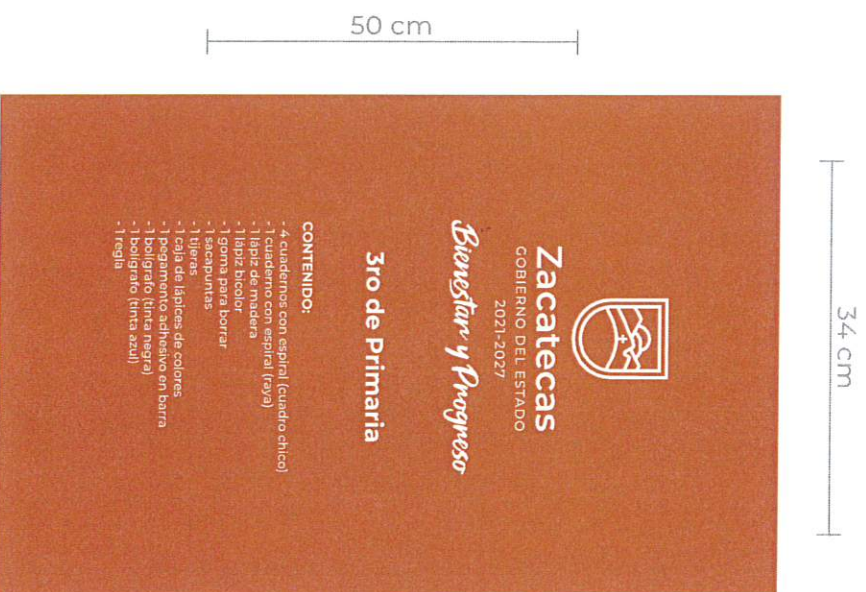 50 cm
34 cm
Zacatecas
GOBIERNO DEL ESTADO
2021-2027
Bienestar y Progreso
3ro de Primaria
CONTENIDO:
- 4 cuadernos con espiral (cuadro chico)
- 1 cuaderno con espiral (raya)
- 1 lápiz de madera
- 1 lápiz bicolor
- 1 goma para borrar
- 1 sacapuntas
- 1 tijeras
- 1 caja de lápices de colores
- 1 pegamento adhesivo en barra
- 1 bolígrafo (tinta negra)
- 1 bolígrafo (tinta azul)
- 1 regla